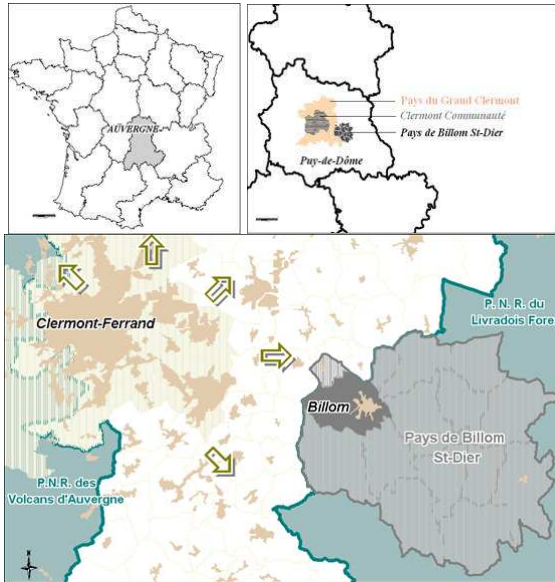 AUVERGNE
Pays du Grand Clermont
Clermont Communauté
Pays de Billom St-Dier
Puy-de-Dôme
Clermont-Ferrand
P. N. R. du
Livradois Fore
Billom
Pays de Billom
St-Dier
P.N.R. des
Volcans d'Auvergne